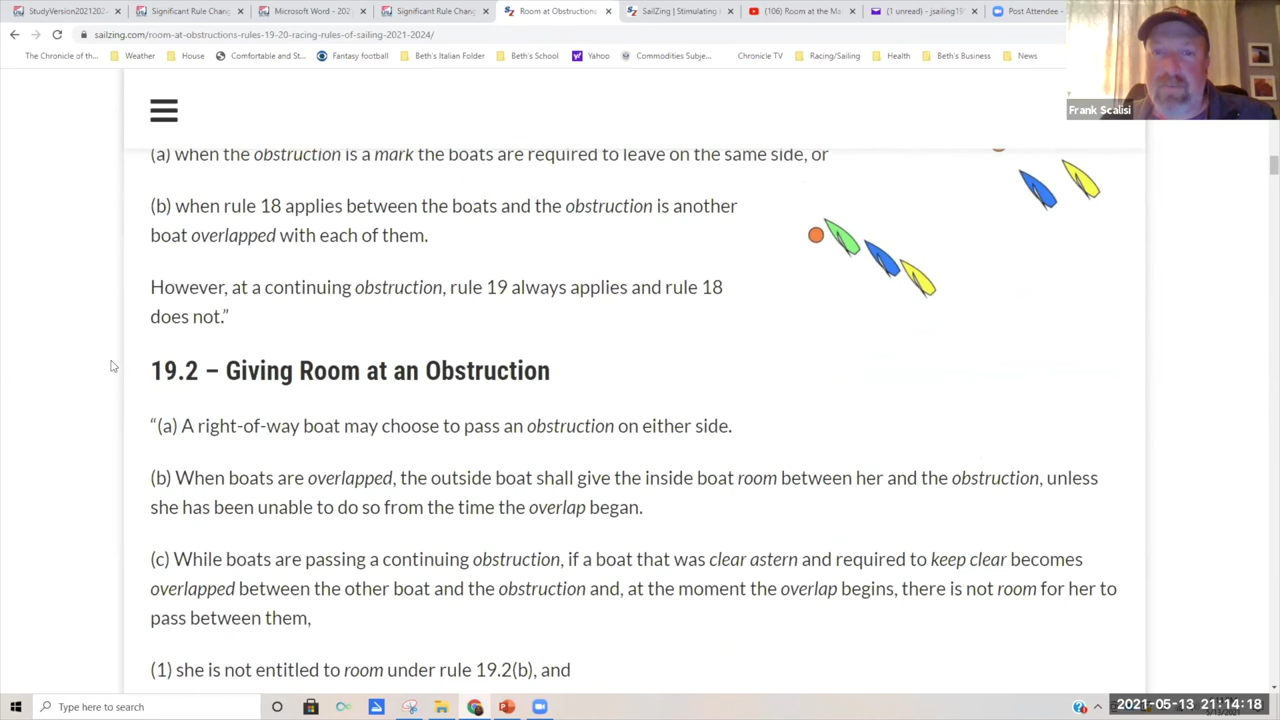 StudyVersion2021202
Significant Rule Chang
Microsoft Word - 202
Significant Rule Chang
Room at Obstructions
SailZing | Stimulating
(106) Room at the Ma
(1 unread) - jsailing19
Post Attendee -
sailzing.com/room-at-obstructions-rules-19-20-racing-rules-of-sailing-2021-2024/
The Chronicle of th...
Weather
House
Comfortable and St...
Fantasy football
Beth's Italian Folder
Beth's School
Yahoo
Commodities Subje...
Chronicle TV
Racing/Sailing
Health
Beth's Business
News
Frank Scalisi
(a) when the obstruction is a mark the boats are required to leave on the same side, or
(b) when rule 18 applies between the boats and the obstruction is another
boat overlapped with each of them.
However, at a continuing obstruction, rule 19 always applies and rule 18
does not.”
19.2 – Giving Room at an Obstruction
“(a) A right-of-way boat may choose to pass an obstruction on either side.
(b) When boats are overlapped, the outside boat shall give the inside boat room between her and the obstruction, unless
she has been unable to do so from the time the overlap began.
(c) While boats are passing a continuing obstruction, if a boat that was clear astern and required to keep clear becomes
overlapped between the other boat and the obstruction and, at the moment the overlap begins, there is not room for her to
pass between them,
(1) she is not entitled to room under rule 19.2(b), and
Type here to search
2021-05-13 21:14:18